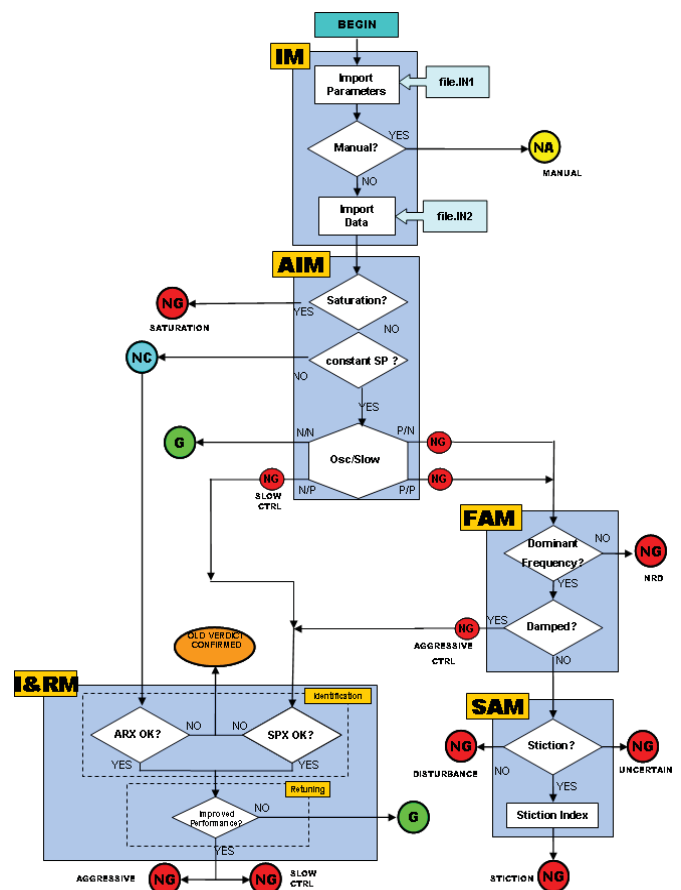 BEGIN
IM
Import
Parameters
file.IN1
Manual?
YES
NA
MANUAL
NO
Import
Data
file.IN2
AIM
Saturation?
NG
YES
SATURATION
NO
NC
constant SP ?
NO
YES
G
N/N
P/N
NG
Osc/Slow
NG
N/P
P/P
NG
SLOW
CTRL
FAM
Dominant
Frequency?
NO
NG
NRD
YES
NG
YES
Damped?
AGGRESSIVE
CTRL
NO
OLD VERDICT
CONFIRMED
I&RM
Identification
ARX OK?
NO
NO
SPX OK?
YES
YES
Retuning
Improved
Performance?
NO
G
YES
AGGRESSIVE
NG
NG
SLOW
CTRL
SAM
NG
Stiction?
NG
DISTURBANCE
NO
UNCERTAIN
YES
Stiction Index
STICTION
NG